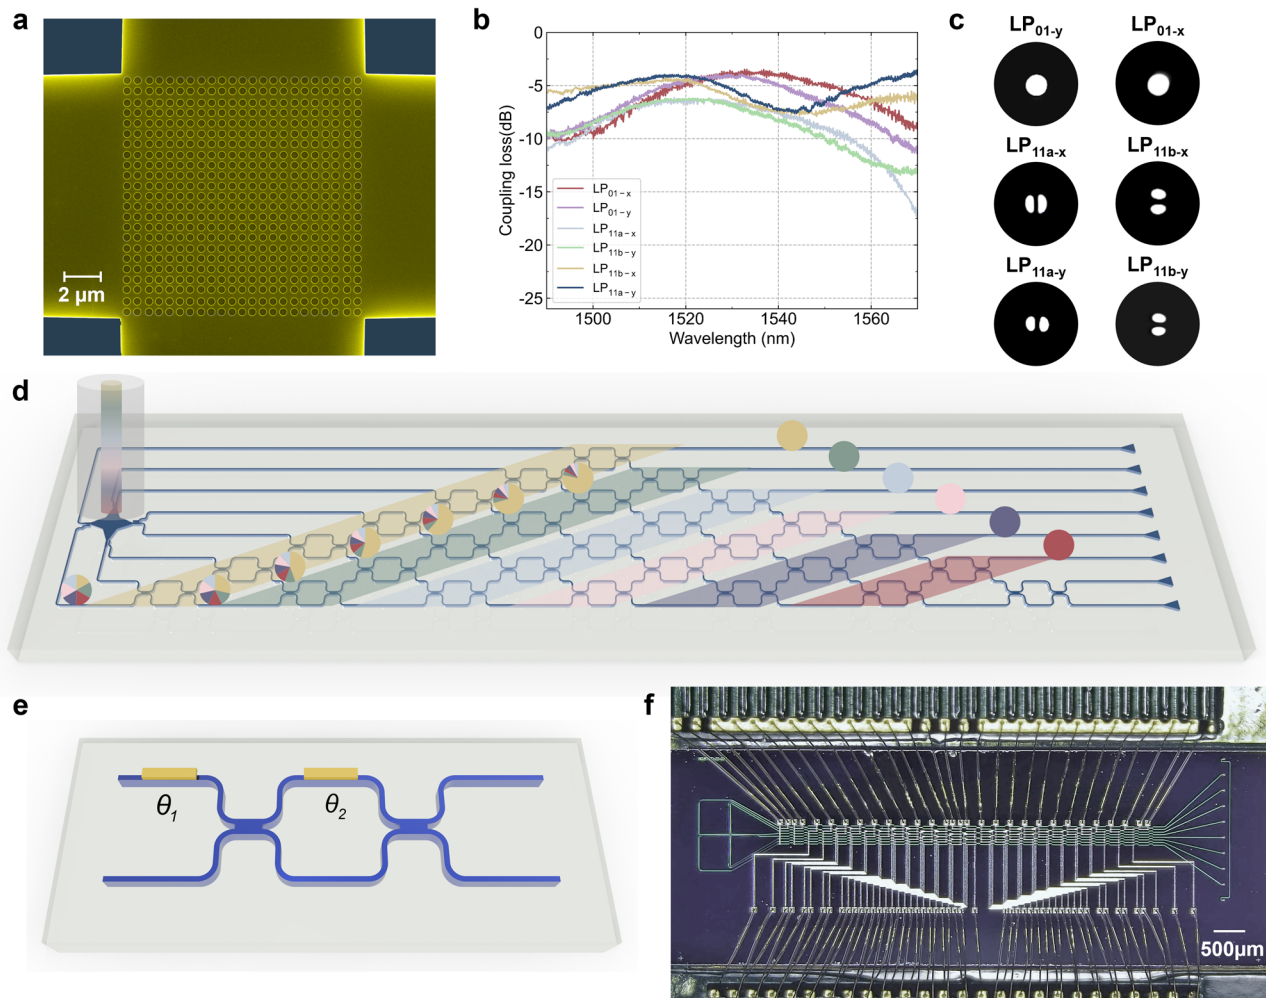 a
2 μm
b
Coupling loss(dB)
0
-5
-10
-15
-20
-25
LP01-x
LP01-y
LP11a-x
LP11b-y
LP11b-x
LP11a-y
1500 1520 1540 1560
Wavelength (nm)
c
LP01-y LP01-x
LP11a-x LP11b-x
LP11a-y LP11b-y
d
e
θ1 θ2
f
500μm